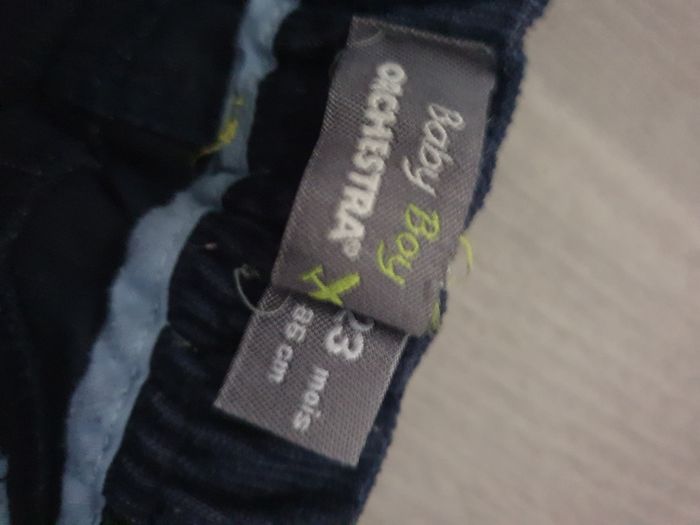 Baby Boy
ORCHESTRA®
23 mois
86 cm